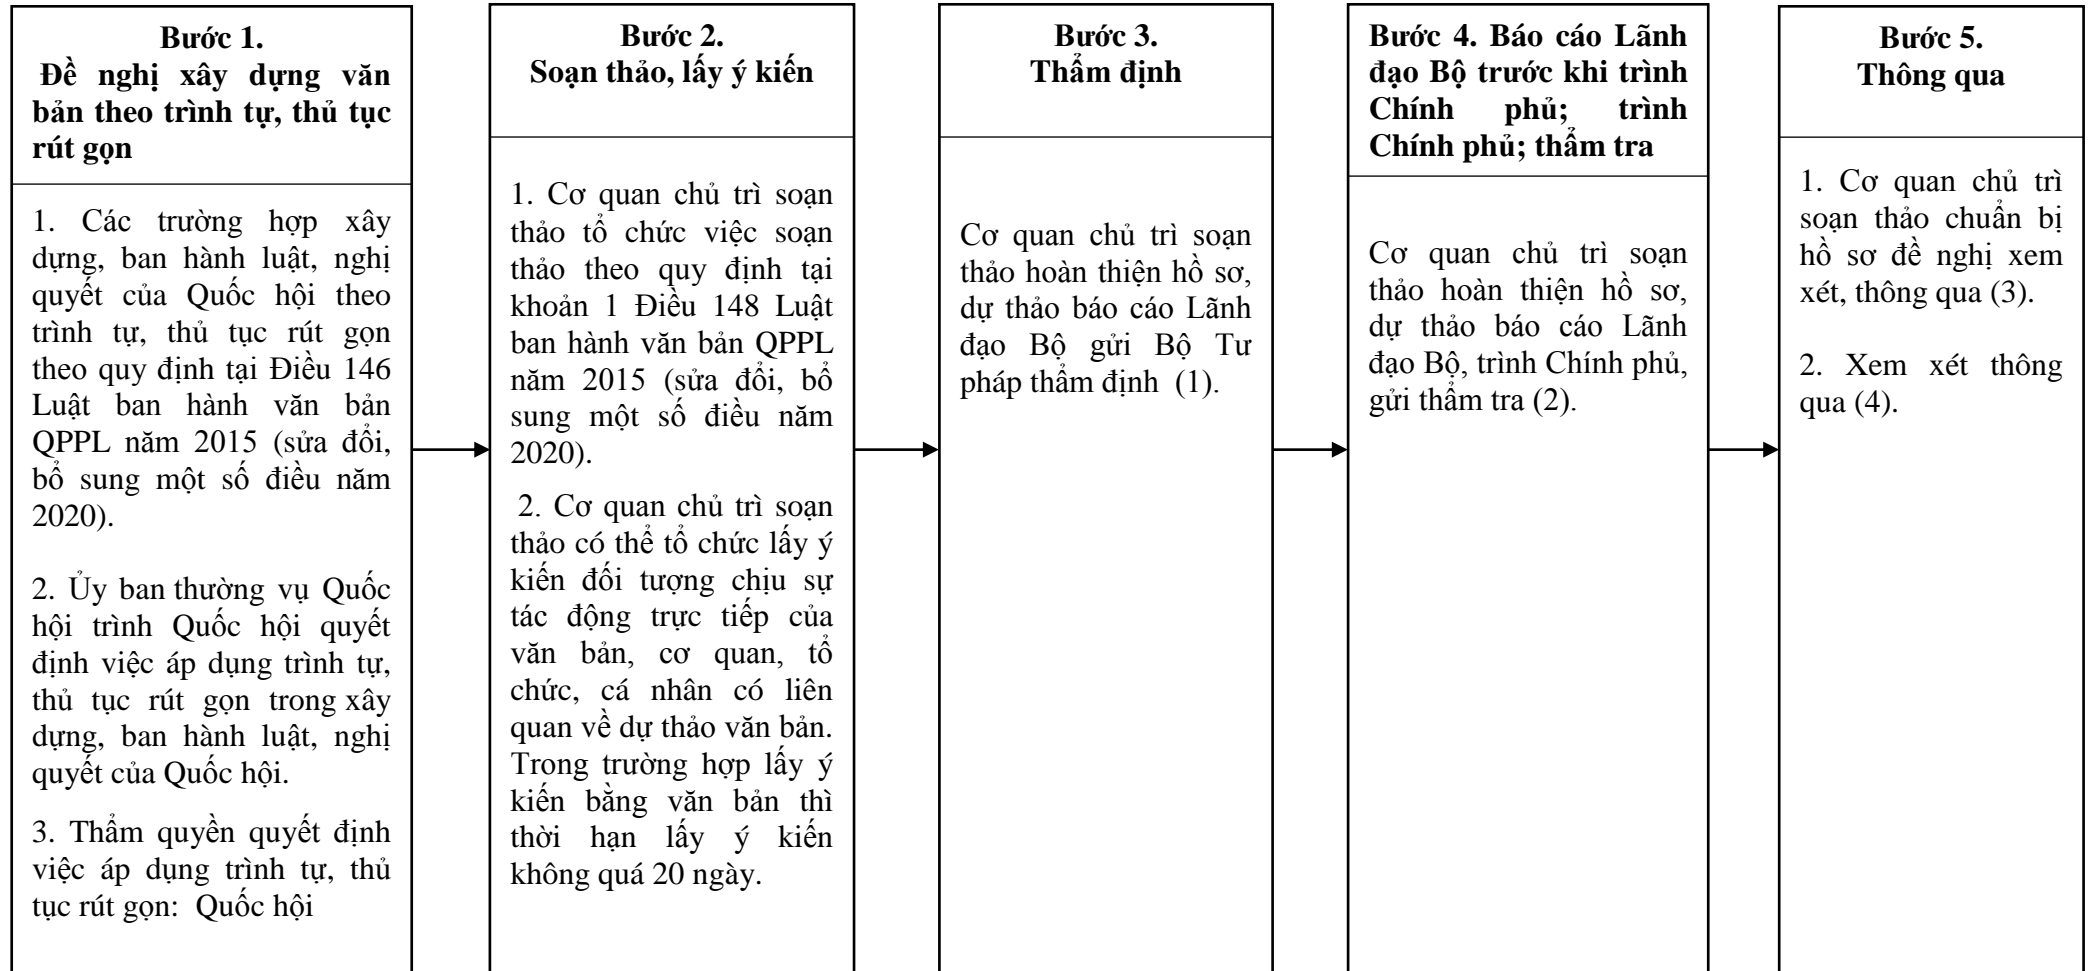 Bước 1.
Đề nghị xây dựng văn
bản theo trình tự, thủ tục
rút gọn
1. Các trường hợp xây
dựng, ban hành luật, nghị
quyết của Quốc hội theo
trình tự, thủ tục rút gọn
theo quy định tại Điều 146
Luật ban hành văn bản
QPPL năm 2015 (sửa đổi,
bổ sung một số điều năm
2020).
2. Ủy ban thường vụ Quốc
hội trình Quốc hội quyết
định việc áp dụng trình tự,
thủ tục rút gọn trong xây
dựng, ban hành luật, nghị
quyết của Quốc hội.
3. Thẩm quyền quyết định
việc áp dụng trình tự, thủ
tục rút gọn: Quốc hội
Bước 2.
Soạn thảo, lấy ý kiến
1. Cơ quan chủ trì soạn
thảo tổ chức việc soạn
thảo theo quy định tại
khoản 1 Điều 148 Luật
ban hành văn bản QPPL
năm 2015 (sửa đổi, bổ
sung một số điều năm
2020).
2. Cơ quan chủ trì soạn
thảo có thể tổ chức lấy ý
kiến đối tượng chịu sự
tác động trực tiếp của
văn bản, cơ quan, tổ
chức, cá nhân có liên
quan về dự thảo văn bản.
Trong trường hợp lấy ý
kiến bằng văn bản thì
thời hạn lấy ý kiến
không quá 20 ngày.
Bước 3.
Thẩm định
Cơ quan chủ trì soạn
thảo hoàn thiện hồ sơ,
dự thảo báo cáo Lãnh
đạo Bộ gửi Bộ Tư
pháp thẩm định (1).
Bước 4. Báo cáo Lãnh
đạo Bộ trước khi trình
Chính phủ; trình
Chính phủ; thẩm tra
Cơ quan chủ trì soạn
thảo hoàn thiện hồ sơ,
dự thảo báo cáo Lãnh
đạo Bộ, trình Chính phủ,
gửi thẩm tra (2).
Bước 5.
Thông qua
1. Cơ quan chủ trì
soạn thảo chuẩn bị
hồ sơ đề nghị xem
xét, thông qua (3).
2. Xem xét thông
qua (4).